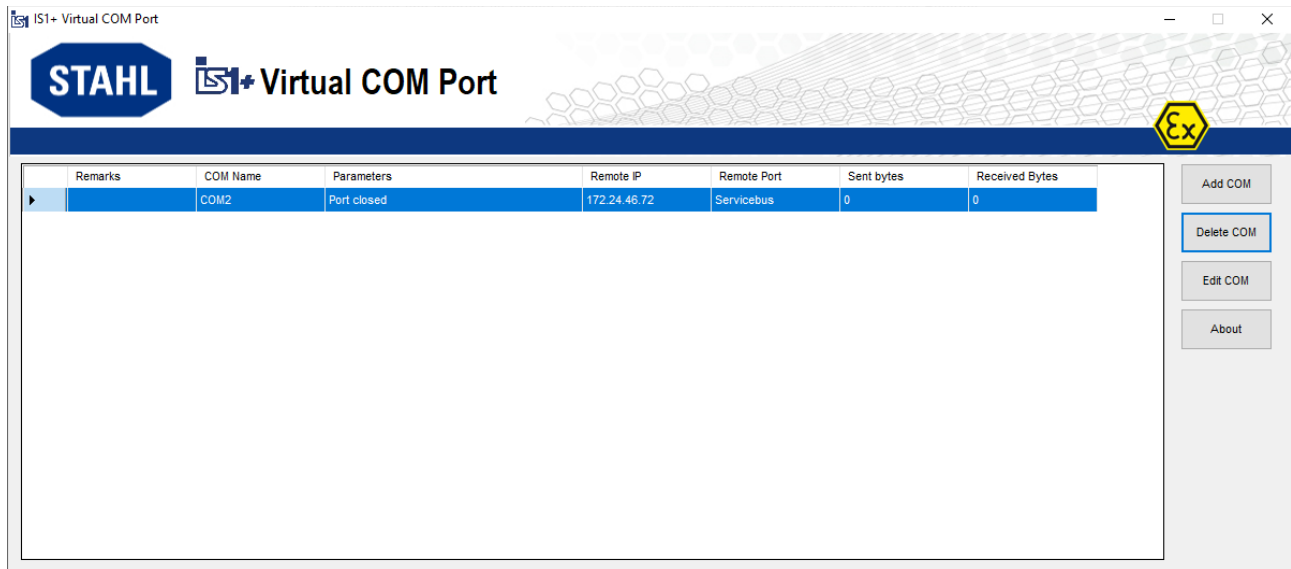 IS1+ Virtual COM Port
STAHL IS1+ Virtual COM Port
Ex
Remarks COM Name Parameters Remote IP Remote Port Sent bytes Received Bytes
COM2 Port closed 172.24.46.72 Servicebus 0 0
Add COM
Delete COM
Edit COM
About